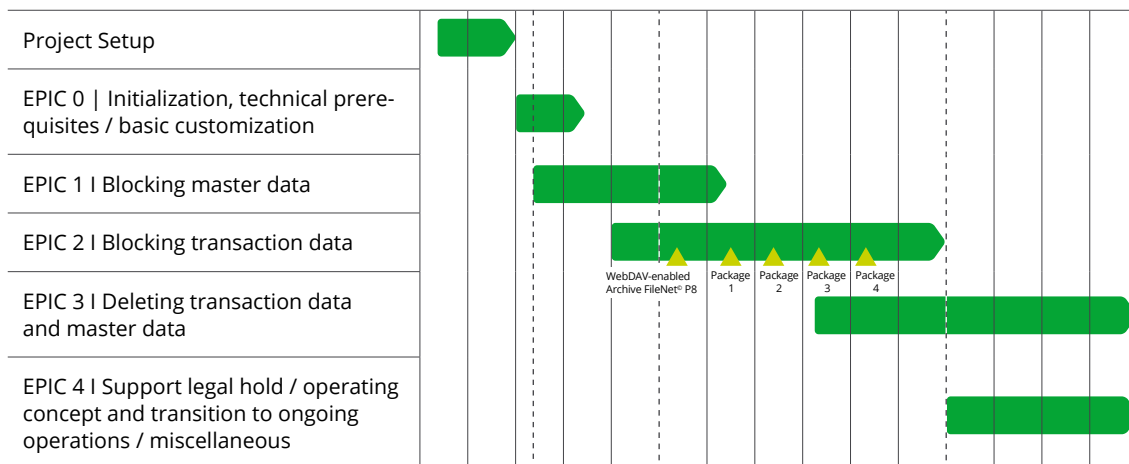 Project Setup
EPIC 0 | Initialization, technical prere-
quisites / basic customization
EPIC 1 I Blocking master data
EPIC 2 I Blocking transaction data
WebDAV-enabled
Archive FileNet© P8
Package
1
Package
2
Package
3
Package
4
EPIC 3 I Deleting transaction data
and master data
EPIC 4 I Support legal hold / operating
concept and transition to ongoing
operations / miscellaneous